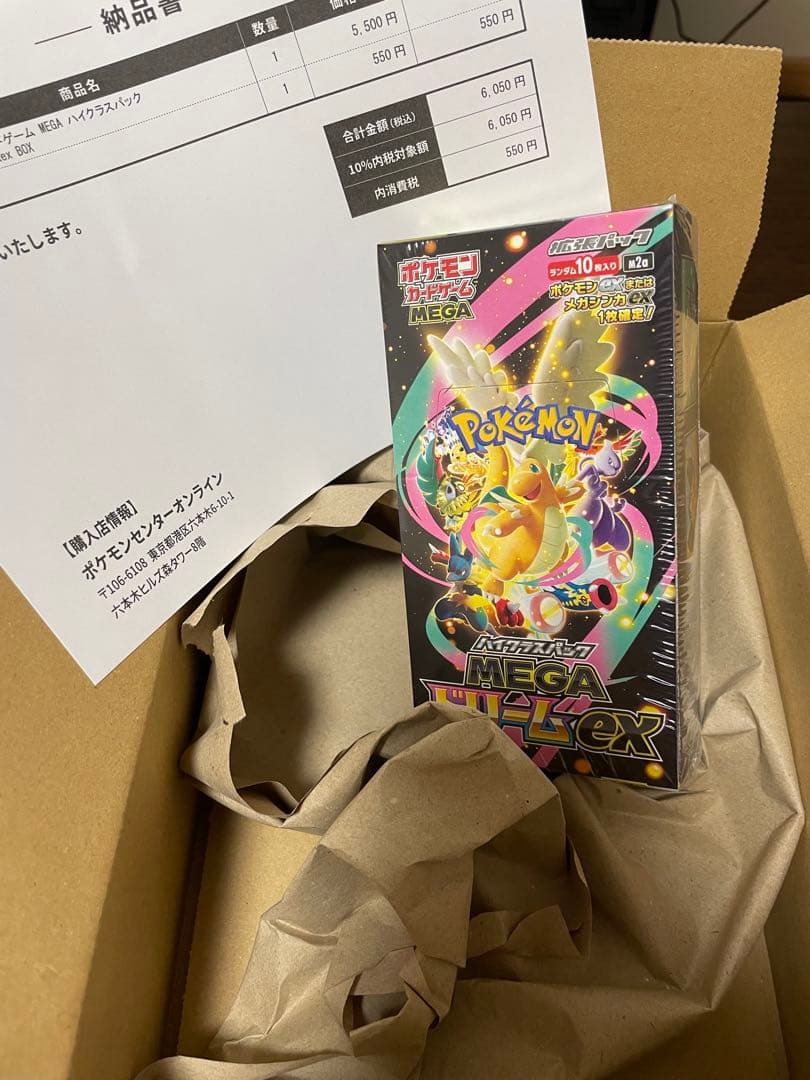 納品書
商品名
数量
1
5,500 円
550 円
ゲーム MEGA ハイクラスパック
ex BOX
1
550 円
合計金額(税込)
6,050 円
10%内税対象額
6,050 円
内消費税
550 円
いたします。
【購入店情報】
ポケモンセンターオンライン
〒106-6108 東京都港区六本木6-10-1
六本木ヒルズ森タワー8階
拡張パック
ランダム10枚入り
M2a
ポケモンexまたは
メガシンカex
1枚確定!
ポケモン
カードゲーム
MEGA
POKéMON
ハイクラスパック
MEGA
ドリームex